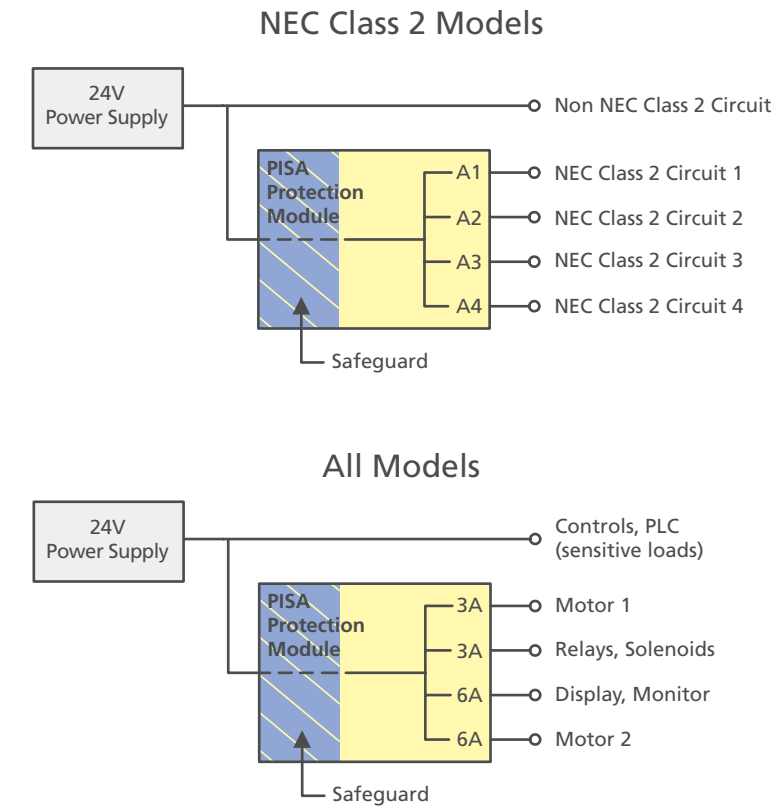 NEC Class 2 Models
24V
Power Supply
Non NEC Class 2 Circuit
PISA
Protection
Module
A1
NEC Class 2 Circuit 1
A2
NEC Class 2 Circuit 2
A3
NEC Class 2 Circuit 3
A4
NEC Class 2 Circuit 4
Safeguard
All Models
24V
Power Supply
Controls, PLC
(sensitive loads)
PISA
Protection
Module
3A
Motor 1
3A
Relays, Solenoids
6A
Display, Monitor
6A
Motor 2
Safeguard